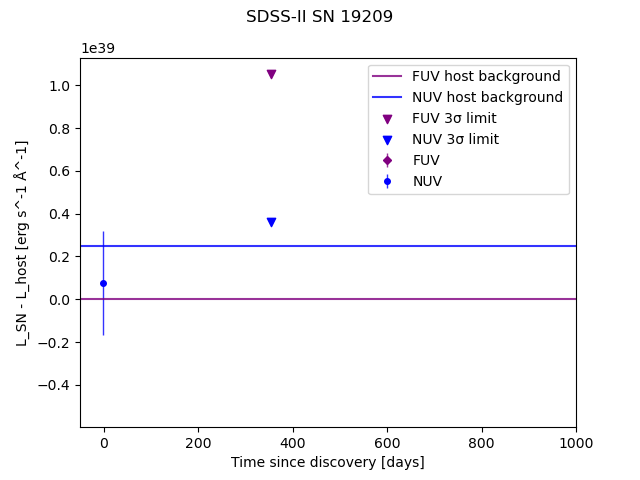 SDSS-II SN 19209
1e39
FUV host background
NUV host background
FUV 3σ limit
NUV 3σ limit
FUV
NUV
L_SN - L_host [erg s^-1 Å^-1]
1.0
0.8
0.6
0.4
0.2
0.0
−0.2
−0.4
0
200
400
600
800
1000
Time since discovery [days]